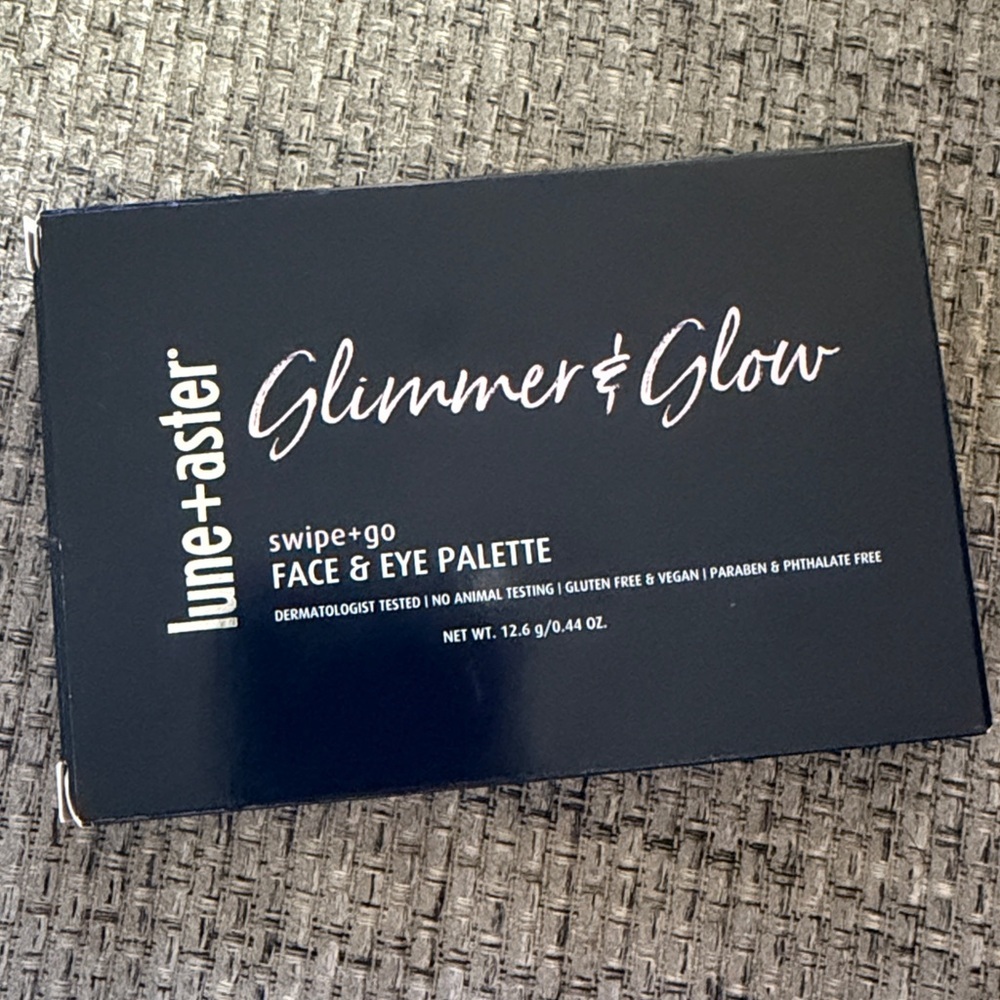 lune+aster
Glimmer & Glow
swipe+go
FACE & EYE PALETTE
DERMATOLOGIST TESTED | NO ANIMAL TESTING | GLUTEN FREE & VEGAN | PARABEN & PHTHALATE FREE
NET WT. 12.6 g/0.44 OZ.